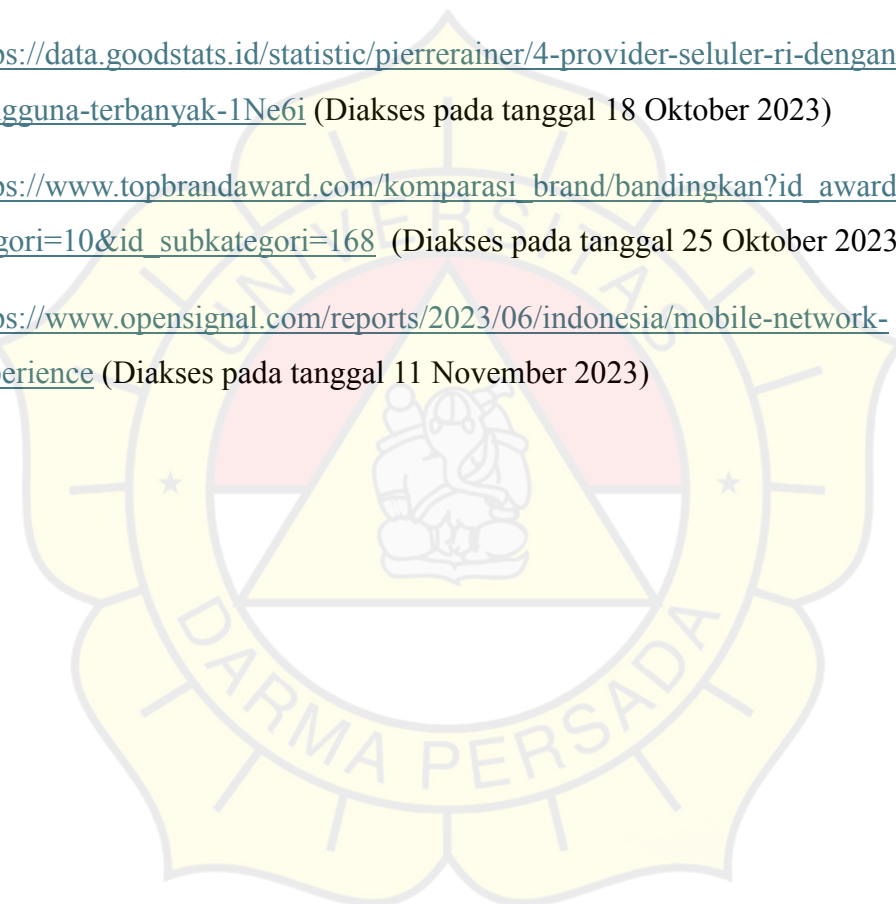 ps://data.goodstats.id/statistic/pierrerainer/4-provider-seluler-ri-dengan
ngguna-terbanyak-1Ne6i (Diakses pada tanggal 18 Oktober 2023)
ps://www.topbrandaward.com/komparasi_brand/bandingkan?id_award
gori=10&id_subkategori=168 (Diakses pada tanggal 25 Oktober 2023
ps://www.opensignal.com/reports/2023/06/indonesia/mobile-network-
perience (Diakses pada tanggal 11 November 2023)
UNIVERSITAS
DARMA PERSADA